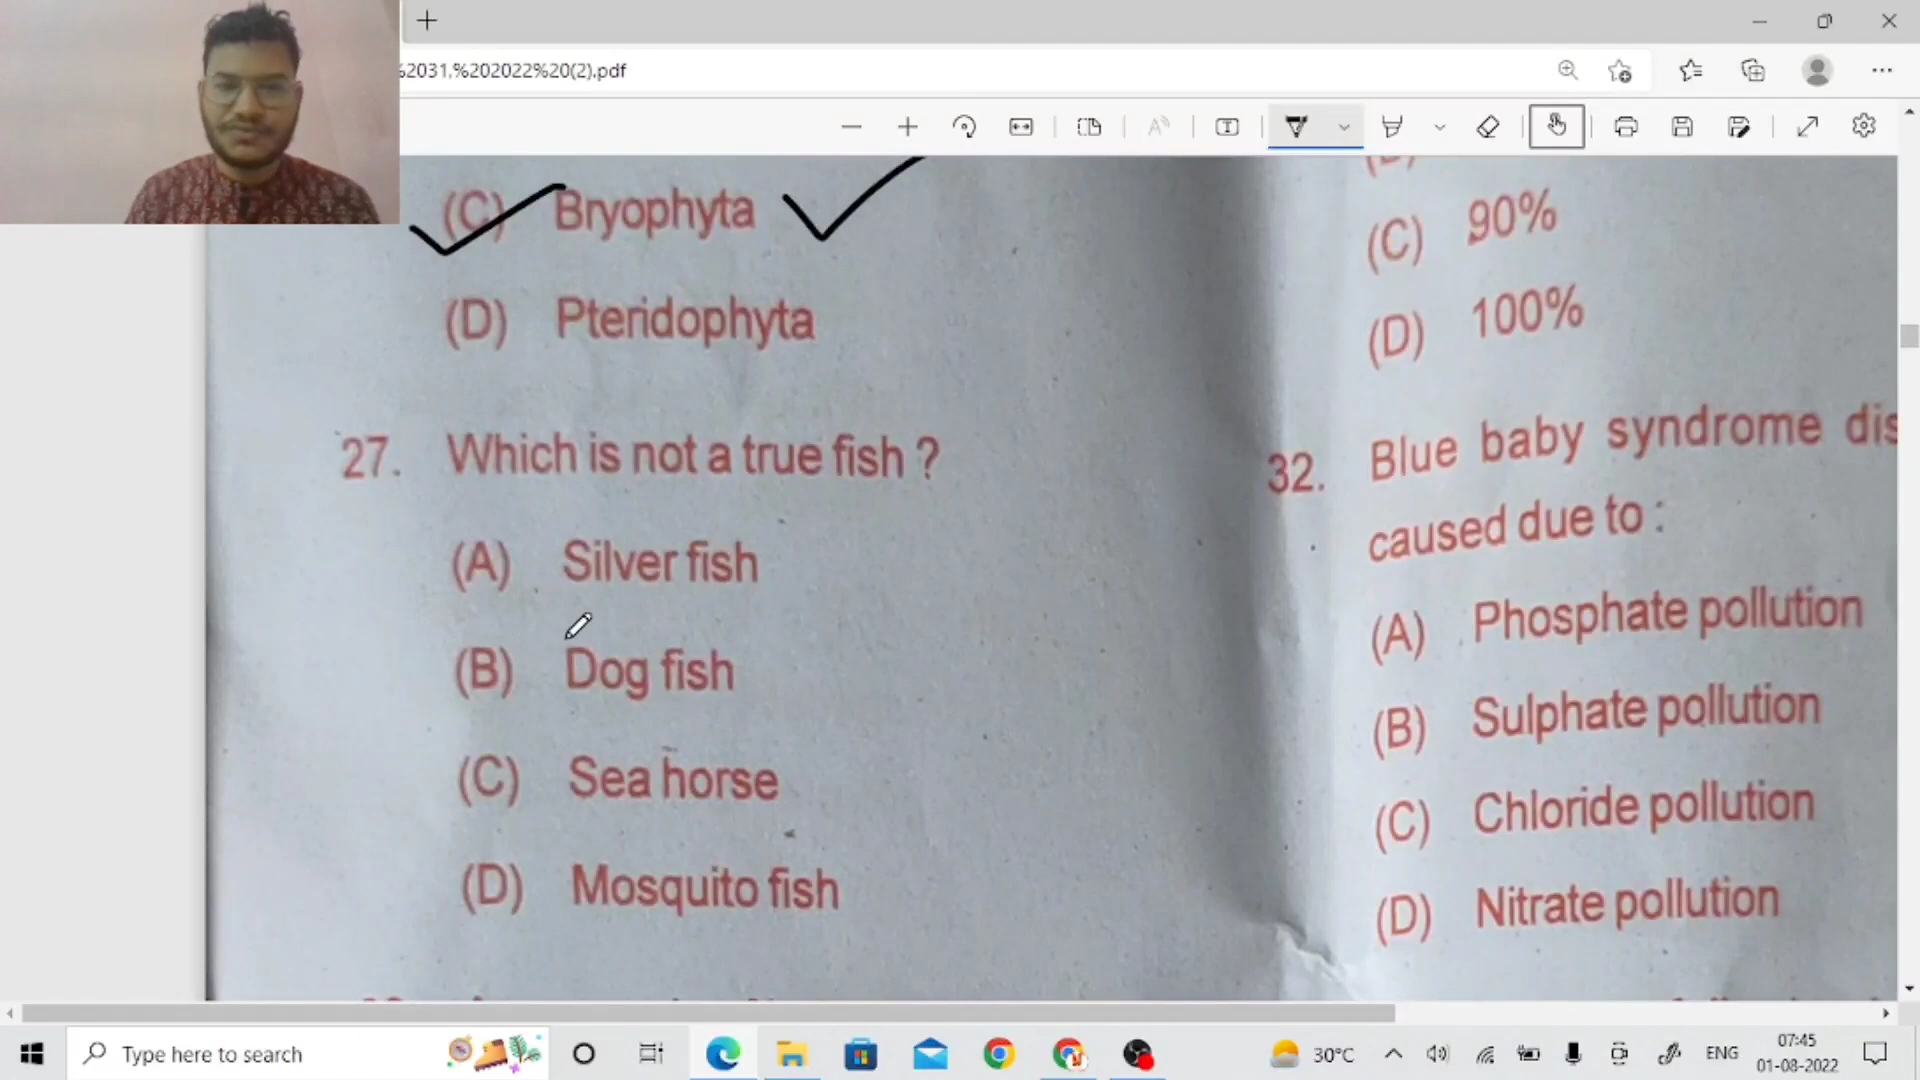 %2031,%202022%20(2).pdf
(C) Bryophyta
(D) Pteridophyta
27. Which is not a true fish ?
(A) Silver fish
(B) Dog fish
(C) Sea horse
(D) Mosquito fish
(C) 90%
(D) 100%
32. Blue baby syndrome dis
caused due to :
(A) Phosphate pollution
(B) Sulphate pollution
(C) Chloride pollution
(D) Nitrate pollution
Type here to search
30°C
ENG
07:45
01-08-2022